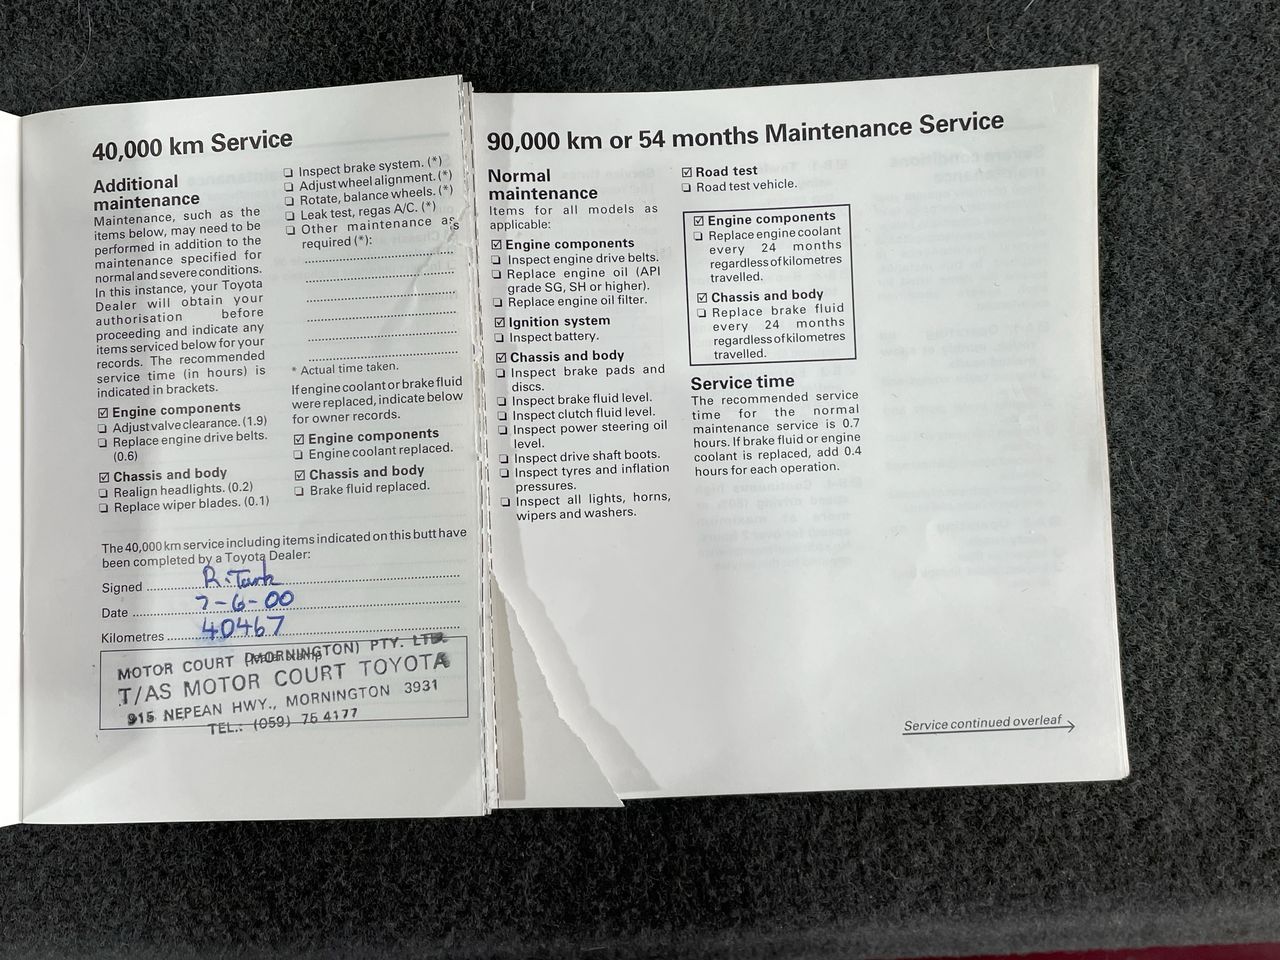 40,000 km Service
Additional
maintenance
Maintenance, such as the
items below, may need to be
performed in addition to the
maintenance specified for
normal and severe conditions.
In this instance, your Toyota
Dealer will obtain your
authorisation before
proceeding and indicate any
items serviced below for your
records. The recommended
service time (in hours) is
indicated in brackets.
☑ Engine components
❑ Adjust valve clearance. (1.9)
❑ Replace engine drive belts.
(0.6)
☑ Chassis and body
❑ Realign headlights. (0.2)
❑ Replace wiper blades. (0.1)
❑ Inspect brake system. (*)
❑ Adjust wheel alignment. (*)
❑ Rotate, balance wheels. (*)
❑ Leak test, regas A/C. (*)
❑ Other maintenance as
required (*):
* Actual time taken.
If engine coolant or brake fluid
were replaced, indicate below
for owner records.
☑ Engine components
❑ Engine coolant replaced.
☑ Chassis and body
❑ Brake fluid replaced.
The 40,000 km service including items indicated on this butt have
been completed by a Toyota Dealer:
Signed R. Tark
Date 7-6-00
Kilometres 40467
MOTOR COURT (MORNINGTON) PTY. LTD.
T/AS MOTOR COURT TOYOTA
915 NEPEAN HWY., MORNINGTON 3931
TEL.: (059) 75 4177
90,000 km or 54 months Maintenance Service
Normal
maintenance
Items for all models as
applicable:
☑ Engine components
❑ Inspect engine drive belts.
❑ Replace engine oil (API
grade SG, SH or higher).
❑ Replace engine oil filter.
☑ Ignition system
❑ Inspect battery.
☑ Chassis and body
❑ Inspect brake pads and
discs.
❑ Inspect brake fluid level.
❑ Inspect clutch fluid level.
❑ Inspect power steering oil
level.
❑ Inspect drive shaft boots.
❑ Inspect tyres and inflation
pressures.
❑ Inspect all lights, horns,
wipers and washers.
☑ Road test
❑ Road test vehicle.
☑ Engine components
❑ Replace engine coolant
every 24 months
regardless of kilometres
travelled.
☑ Chassis and body
❑ Replace brake fluid
every 24 months
regardless of kilometres
travelled.
Service time
The recommended service
time for the normal
maintenance service is 0.7
hours. If brake fluid or engine
coolant is replaced, add 0.4
hours for each operation.
Service continued overleaf